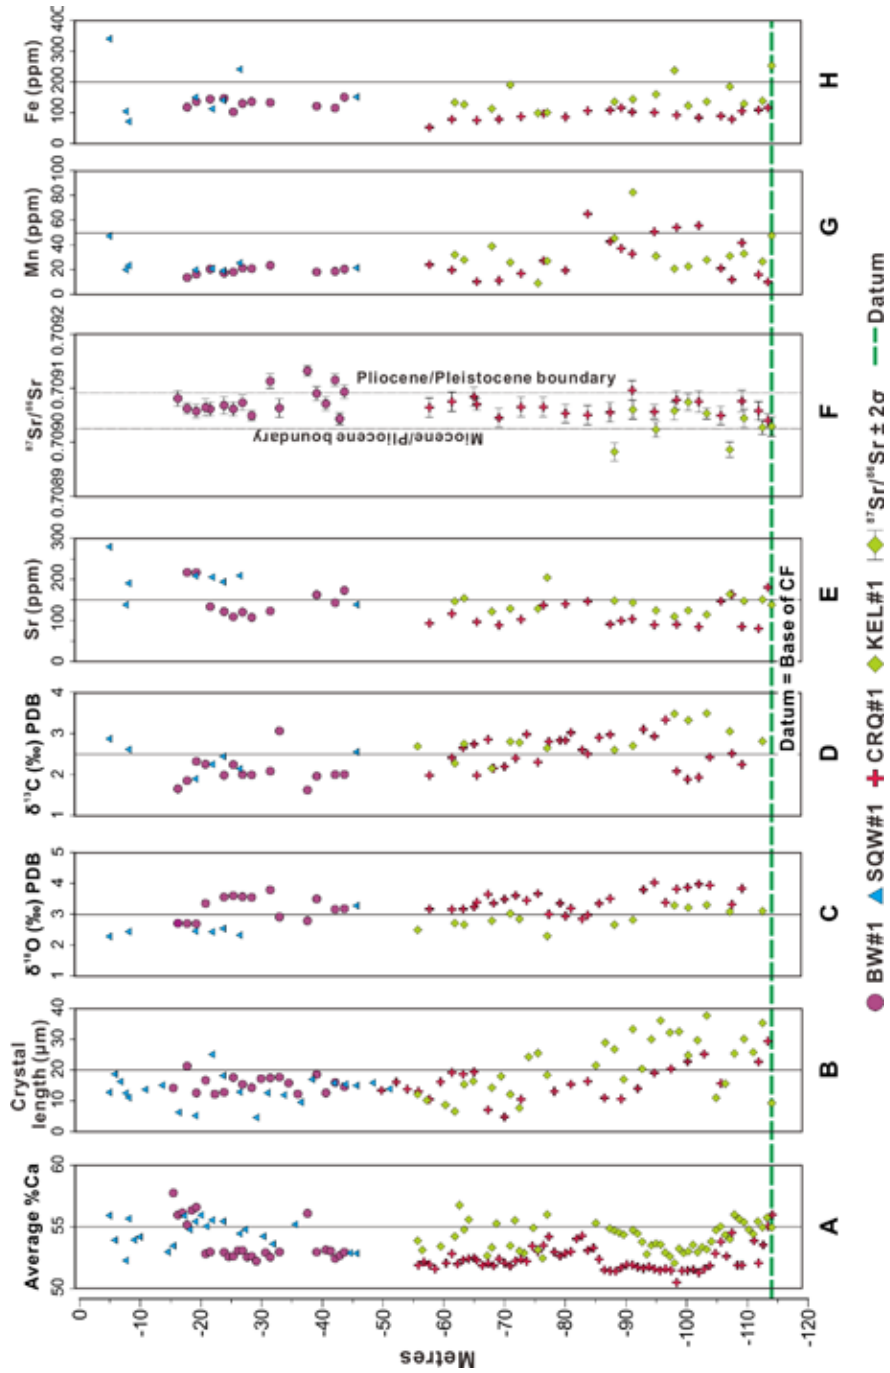 Fe (ppm)
0 100 200 300 400
H
Mn (ppm)
0 20 40 60 80 100
G
⁸⁷Sr/⁸⁶Sr
0.7089 0.7090 0.7091 0.7092
Pliocene/Pleistocene boundary
Miocene/Pliocene boundary
F
Sr (ppm)
0 100 200 300
E
δ¹³C (‰) PDB
1 2 3 4
D
δ¹⁸O (‰) PDB
1 2 3 4 5
C
Crystal
length (μm)
0 10 20 30 40
B
Average %Ca
50 55 60
A
0 -10 -20 -30 -40 -50 -60 -70 -80 -90 -100 -110 -120
Metres
Datum = Base of CF
BW#1 SQW#1 CRQ#1 KEL#1 ⁸⁷Sr/⁸⁶Sr ± 2σ Datum